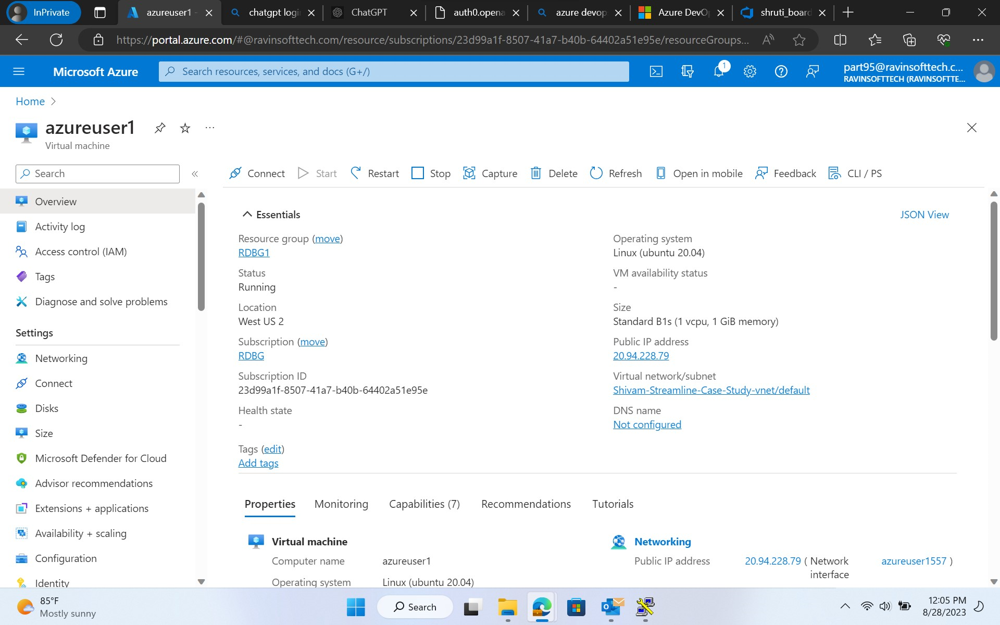 InPrivate
azureuser1 -
chatgpt logi
ChatGPT
auth0.opena
azure devop
Azure DevO
shruti_board
https://portal.azure.com/#@ravinsofttech.com/resource/subscriptions/23d99a1f-8507-41a7-b40b-64402a51e95e/resourceGroups...
Microsoft Azure
Search resources, services, and docs (G+/)
1
part95@ravinsofttech.c...
RAVINSOFTTECH (RAVINSOFTTE...
Home
azureuser1
Virtual machine
Search
Connect
Start
Restart
Stop
Capture
Delete
Refresh
Open in mobile
Feedback
CLI / PS
Overview
Activity log
Access control (IAM)
Tags
Diagnose and solve problems
Settings
Networking
Connect
Disks
Size
Microsoft Defender for Cloud
Advisor recommendations
Extensions + applications
Availability + scaling
Configuration
Identity
Essentials
JSON View
Resource group (move)
RDBG1
Status
Running
Location
West US 2
Subscription (move)
RDBG
Subscription ID
23d99a1f-8507-41a7-b40b-64402a51e95e
Health state
-
Operating system
Linux (ubuntu 20.04)
VM availability status
-
Size
Standard B1s (1 vcpu, 1 GiB memory)
Public IP address
20.94.228.79
Virtual network/subnet
Shivam-Streamline-Case-Study-vnet/default
DNS name
Not configured
Tags (edit)
Add tags
Properties
Monitoring
Capabilities (7)
Recommendations
Tutorials
Virtual machine
Computer name azureuser1
Operating system Linux (ubuntu 20.04)
Networking
Public IP address 20.94.228.79 ( Network interface azureuser1557 )
85°F
Mostly sunny
Search
12:05 PM
8/28/2023